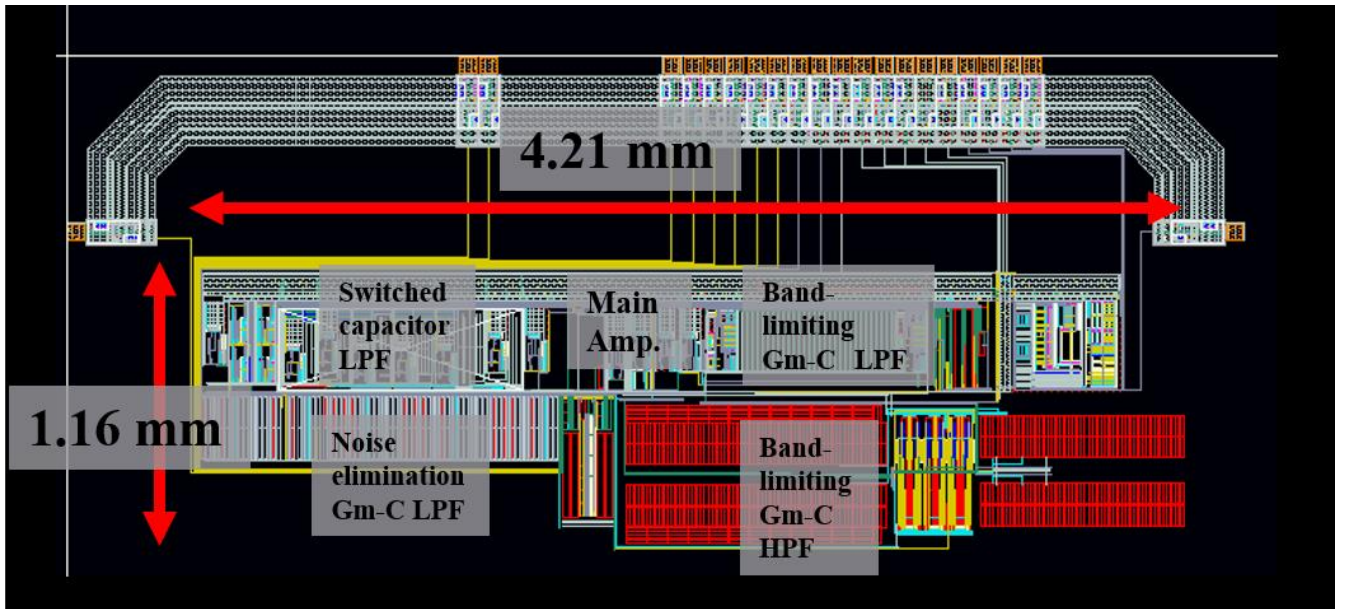 4.21 mm
Switched
capacitor
LPF
Main
Amp.
Band-
limiting
Gm-C LPF
1.16 mm
Noise
elimination
Gm-C LPF
Band-
limiting
Gm-C
HPF